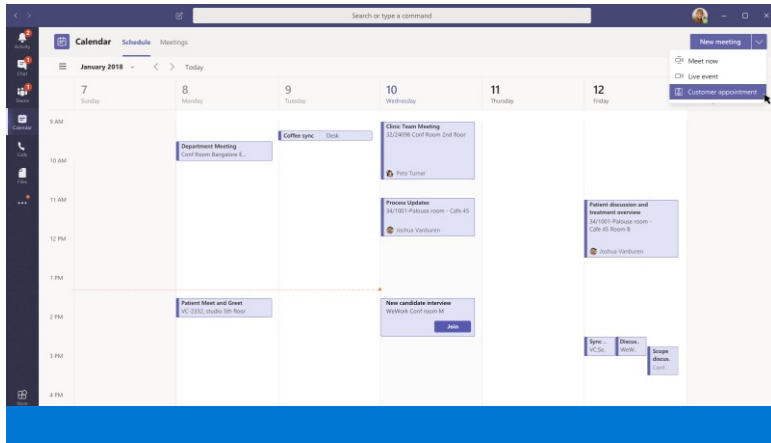 Search or type a command
Activity
Calendar
Schedule
Meetings
New meeting
Chat
January 2018
Today
Meet now
Live event
Customer appointment
Teams
7
Sunday
8
Monday
9
Tuesday
10
Wednesday
11
Thursday
12
Friday
Calendar
Calls
Files
Store
9 AM
10 AM
11 AM
12 PM
1 PM
2 PM
3 PM
4 PM
Department Meeting
Conf Room Bangalore E...
Patient Meet and Greet
VC-2332, studio 5th floor
Coffee sync Desk
Clinic Team Meeting
32/24098 Conf Room 2nd floor
Pete Turner
Process Updates
34/1001-Palouse room - Cafe 45
Joshua Vanburen
New candidate interview
WeWork Conf room M
Join
Patient discussion and
treatment overview
34/1001-Palouse room -
Cafe 45 Room B
Joshua Vanburen
Sync ..
VC.Se..
Discus..
WeW..
Scope
discus.
Conf..